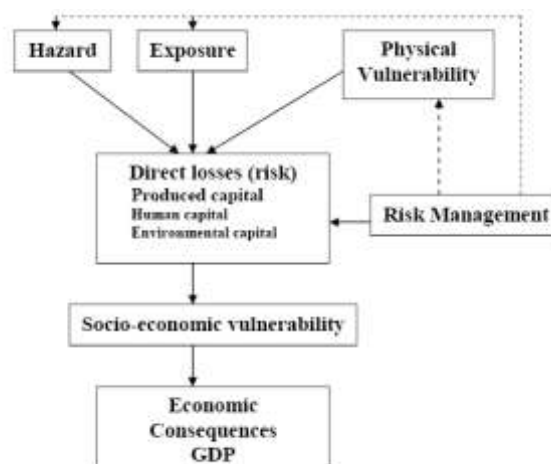 Hazard
Exposure
Physical
Vulnerability
Direct losses (risk)
Produced capital
Human capital
Environmental capital
Risk Management
Socio-economic vulnerability
Economic
Consequences
GDP